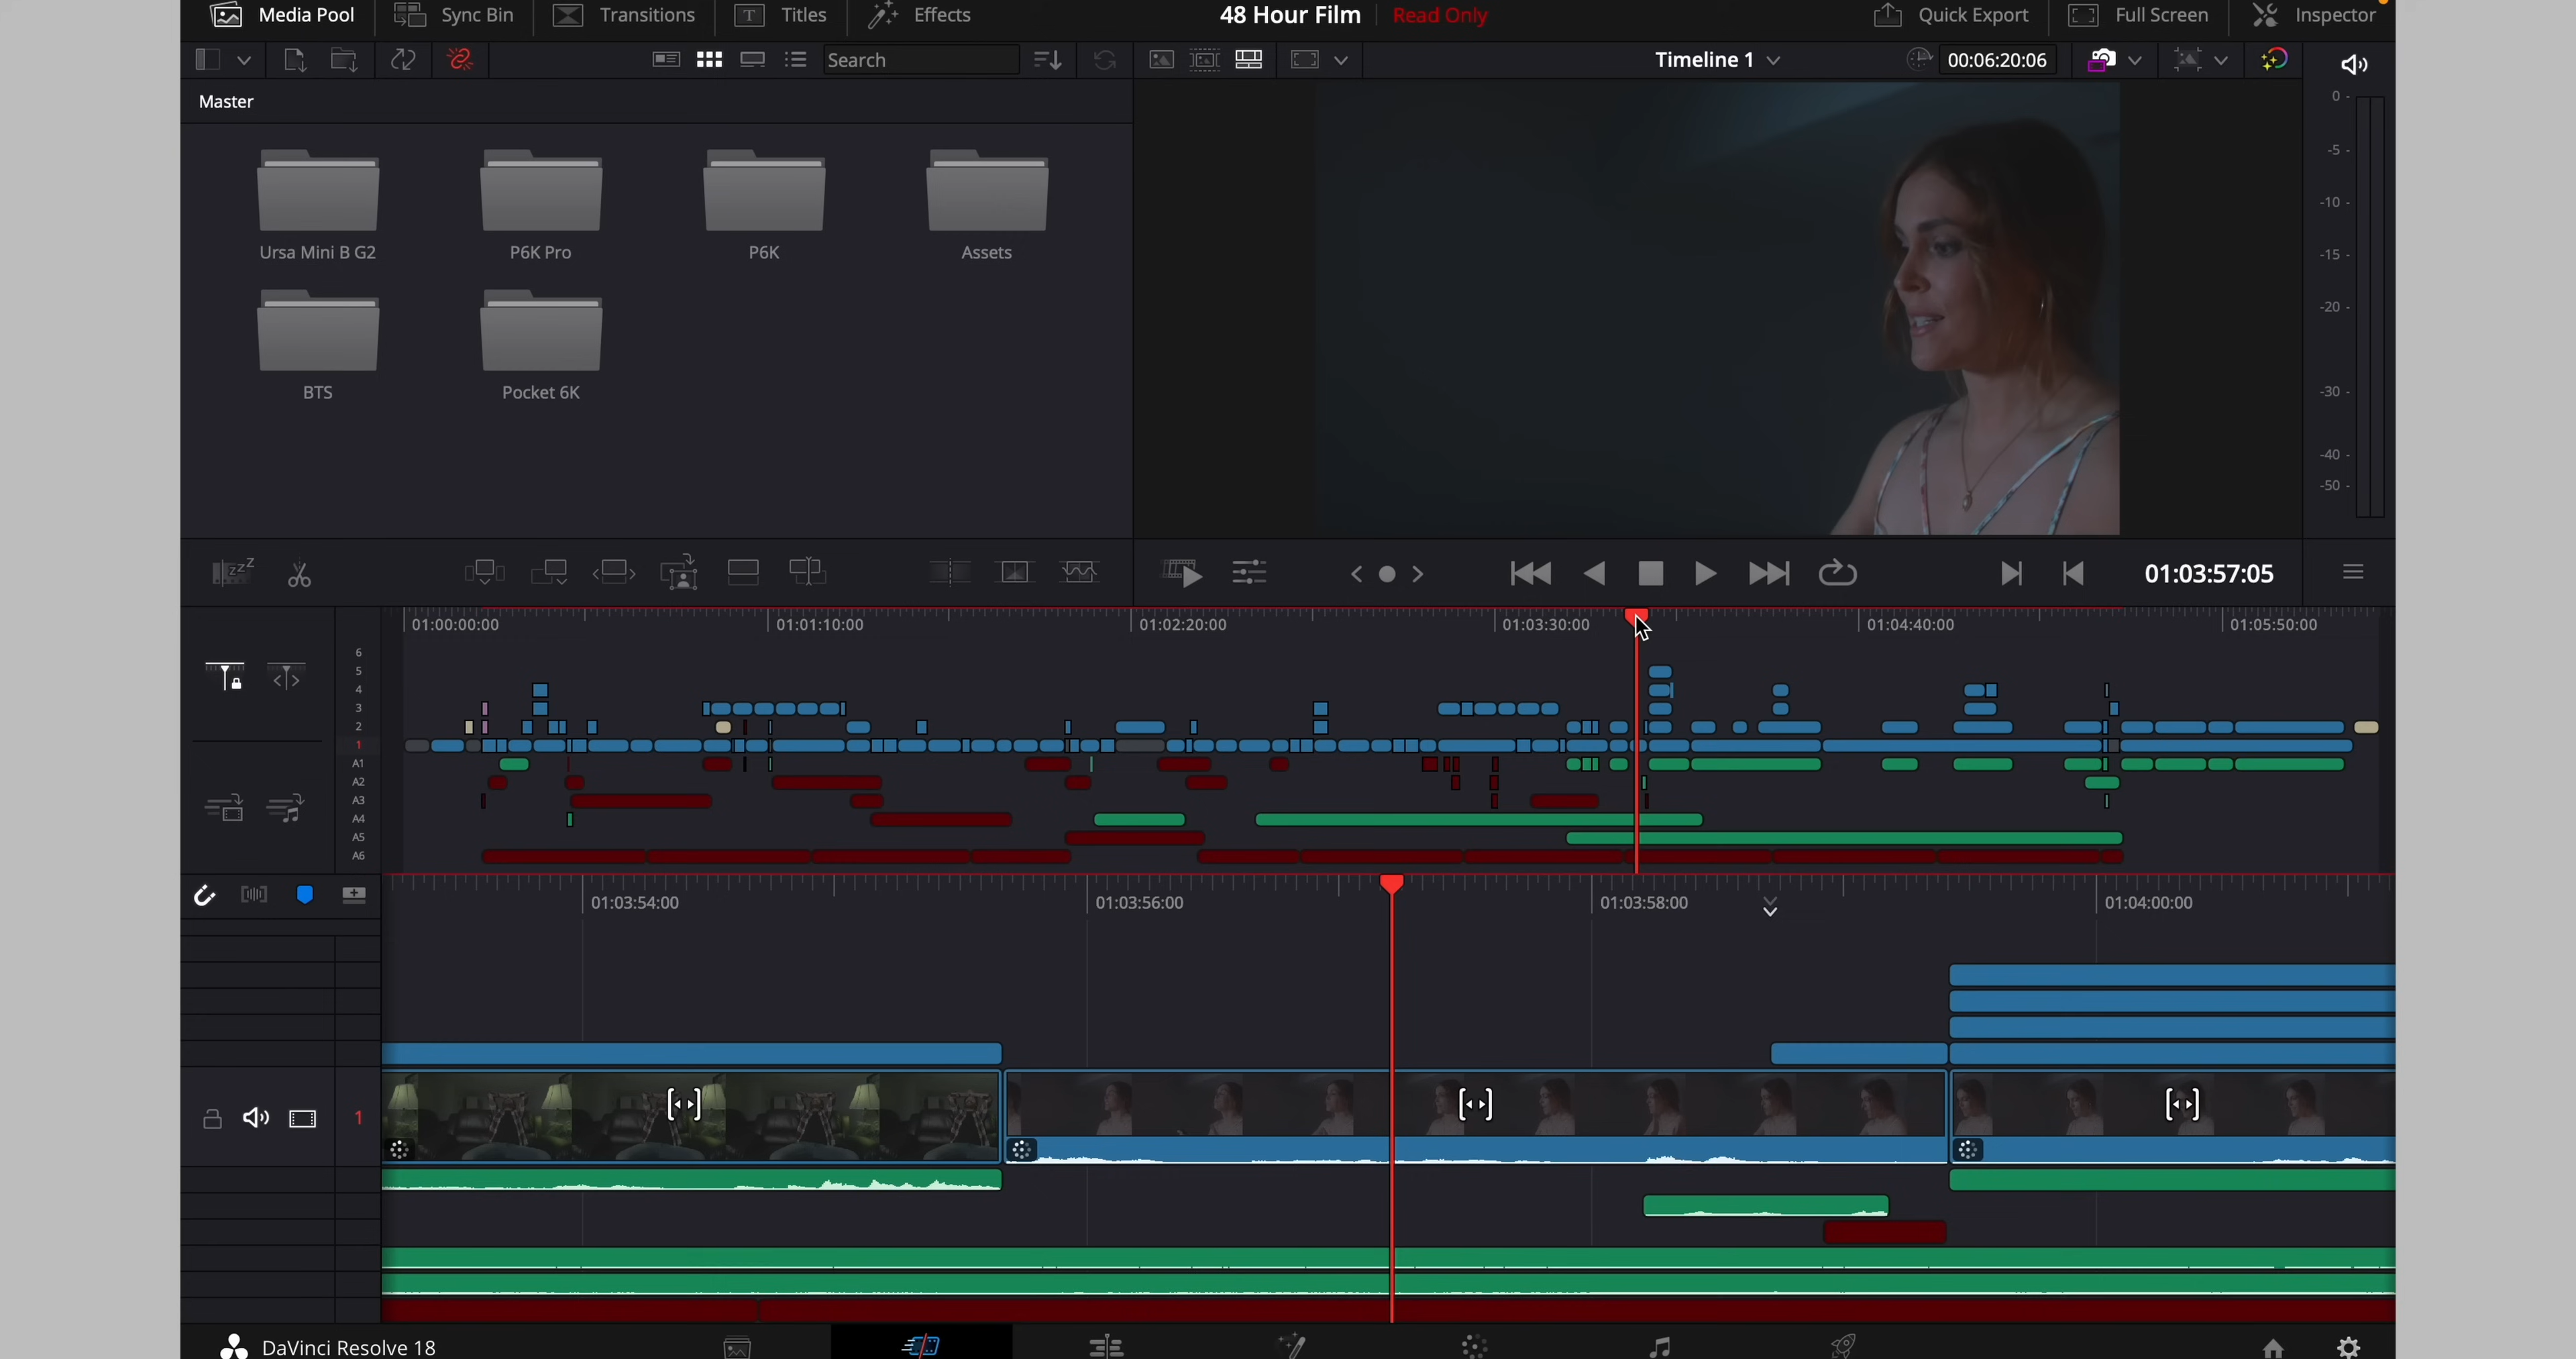 Media Pool Sync Bin Transitions Titles Effects 48 Hour Film Read Only Quick Export Full Screen Inspector
Search Timeline 1 00:06:20:06
Master
Ursa Mini B G2 P6K Pro P6K Assets
BTS Pocket 6K
0
-5
-10
-15
-20
-30
-40
-50
01:03:57:05
01:00:00:00 01:01:10:00 01:02:20:00 01:03:30:00 01:04:40:00 01:05:50:00
6
5
4
3
2
1
A1
A2
A3
A4
A5
A6
01:03:54:00 01:03:56:00 01:03:58:00 01:04:00:00
1
DaVinci Resolve 18